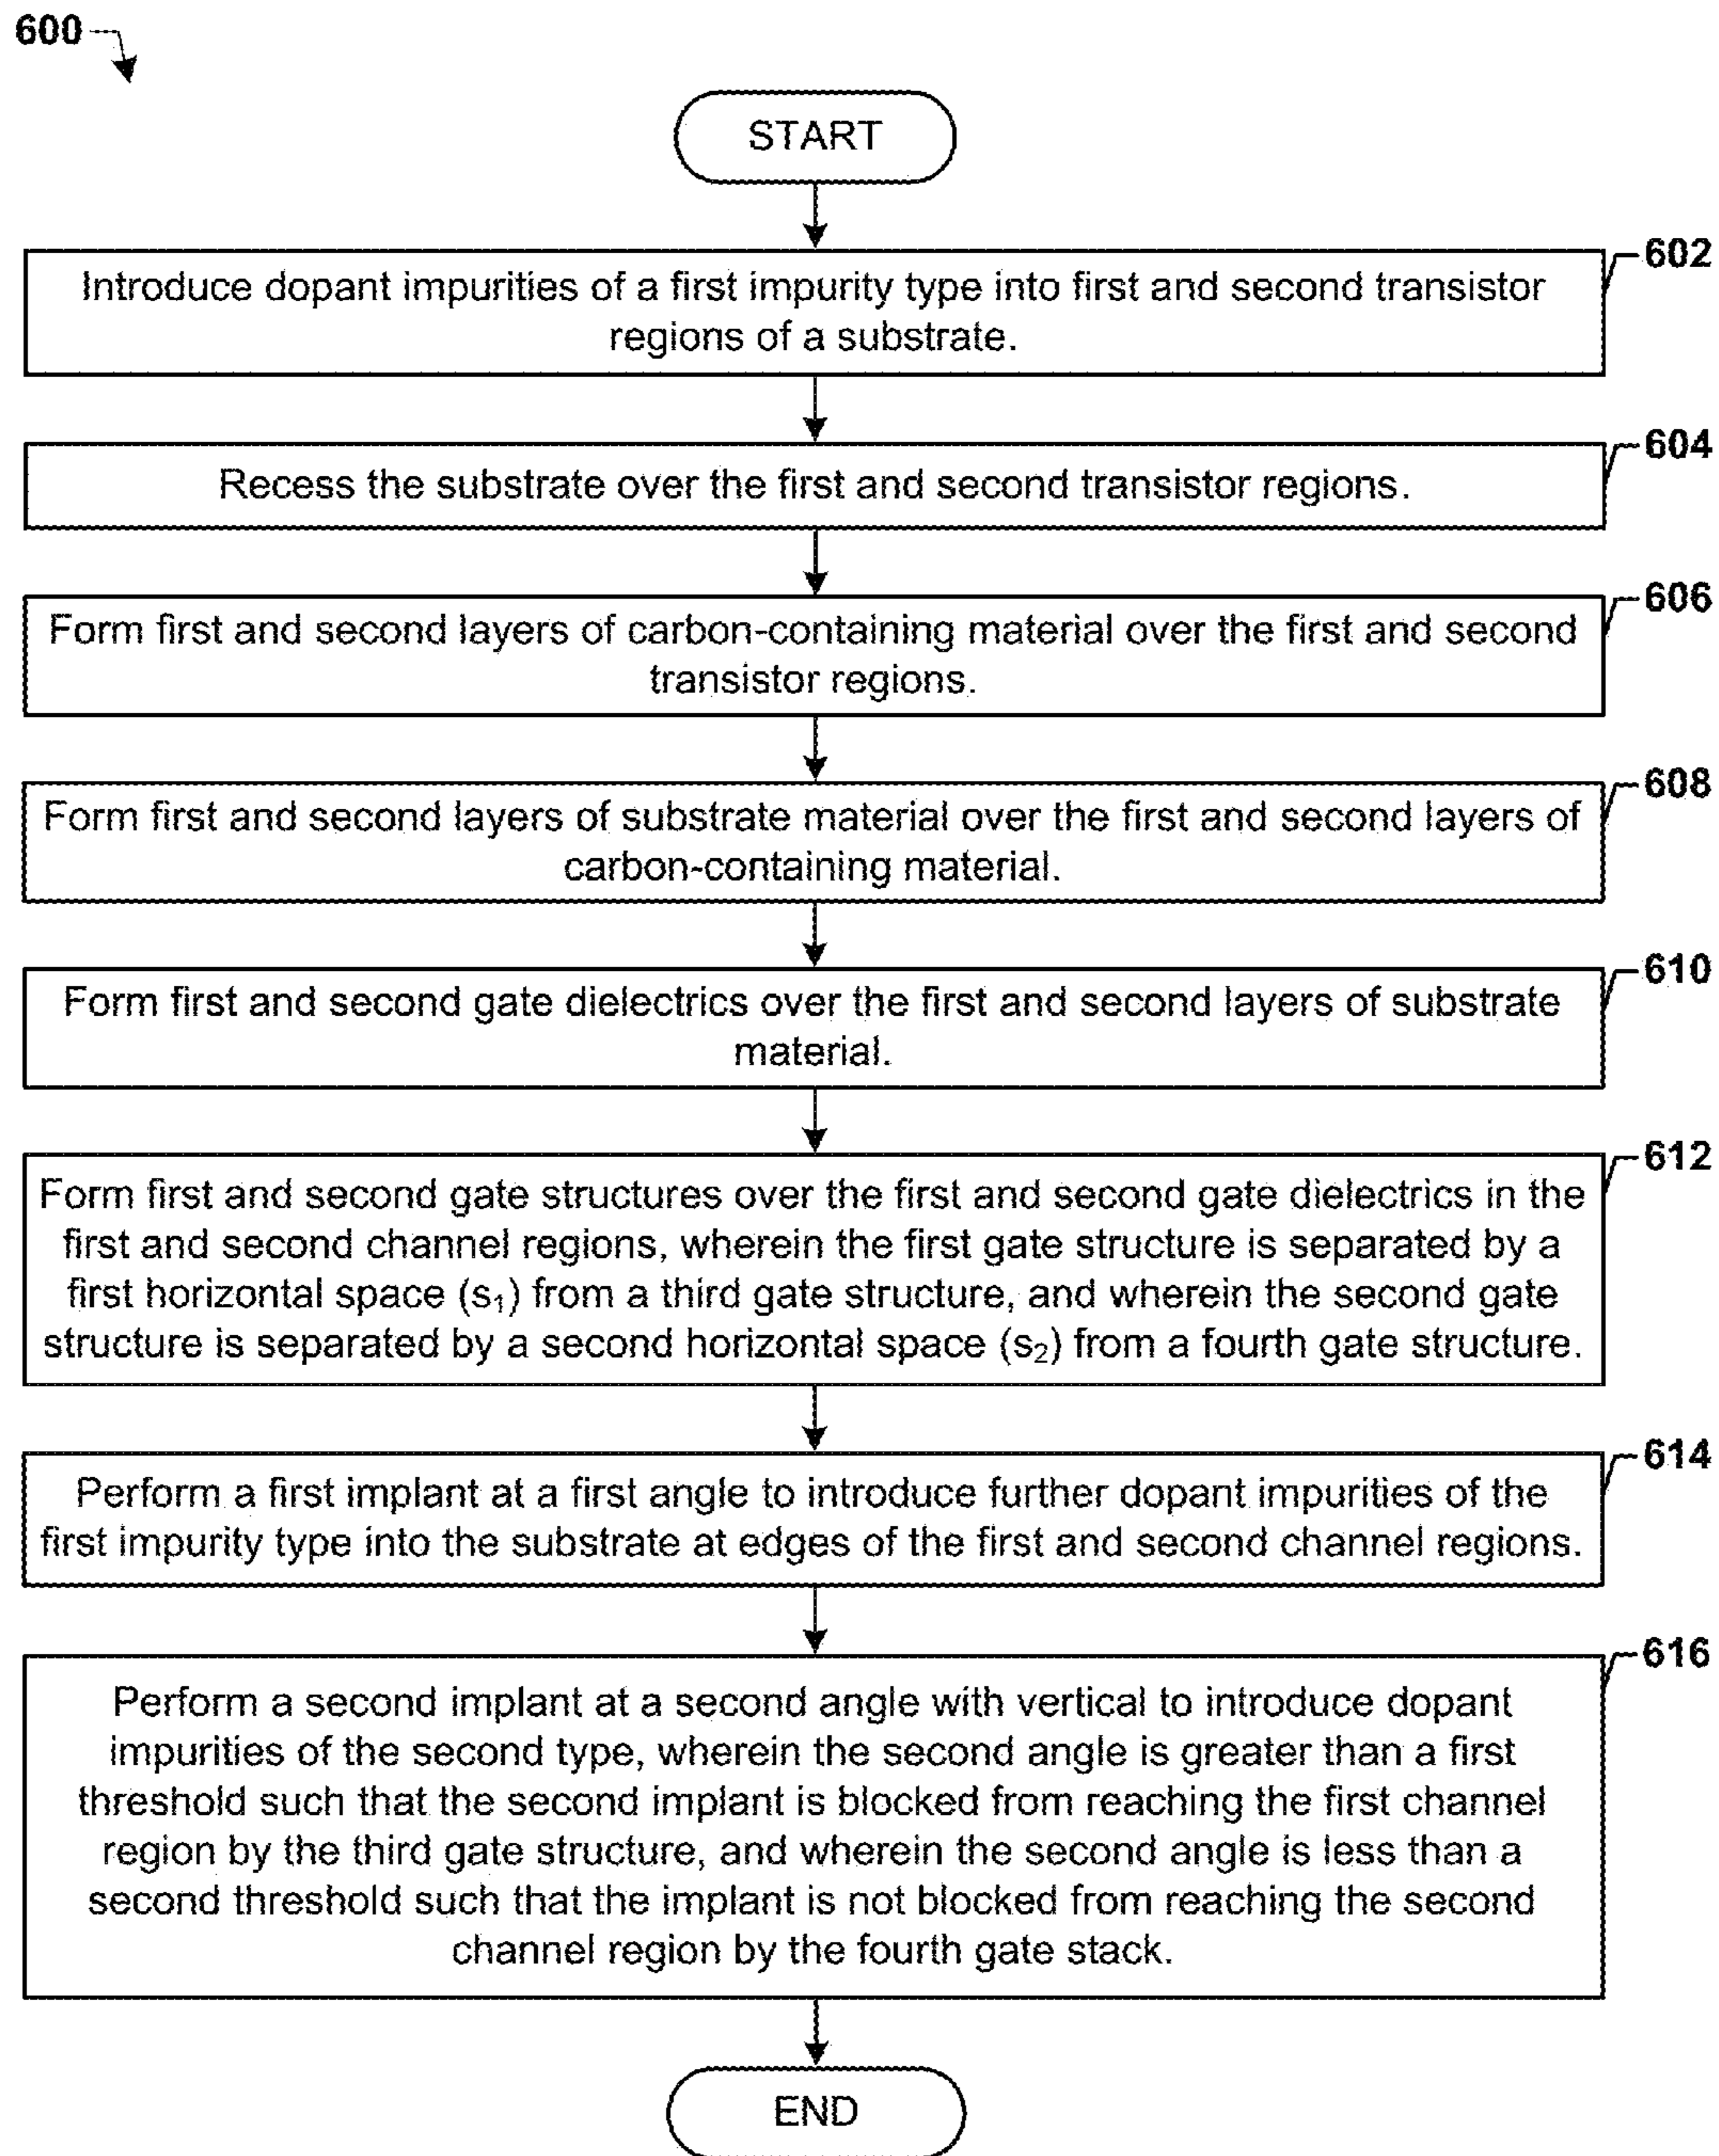 600
START
602
Introduce dopant impurities of a first impurity type into first and second transistor
regions of a substrate.
604
Recess the substrate over the first and second transistor regions.
606
Form first and second layers of carbon-containing material over the first and second
transistor regions.
608
Form first and second layers of substrate material over the first and second layers of
carbon-containing material.
610
Form first and second gate dielectrics over the first and second layers of substrate
material.
612
Form first and second gate structures over the first and second gate dielectrics in the
first and second channel regions, wherein the first gate structure is separated by a
first horizontal space (s₁) from a third gate structure, and wherein the second gate
structure is separated by a second horizontal space (s₂) from a fourth gate structure.
614
Perform a first implant at a first angle to introduce further dopant impurities of the
first impurity type into the substrate at edges of the first and second channel regions.
616
Perform a second implant at a second angle with vertical to introduce dopant
impurities of the second type, wherein the second angle is greater than a first
threshold such that the second implant is blocked from reaching the first channel
region by the third gate structure, and wherein the second angle is less than a
second threshold such that the implant is not blocked from reaching the second
channel region by the fourth gate stack.
END